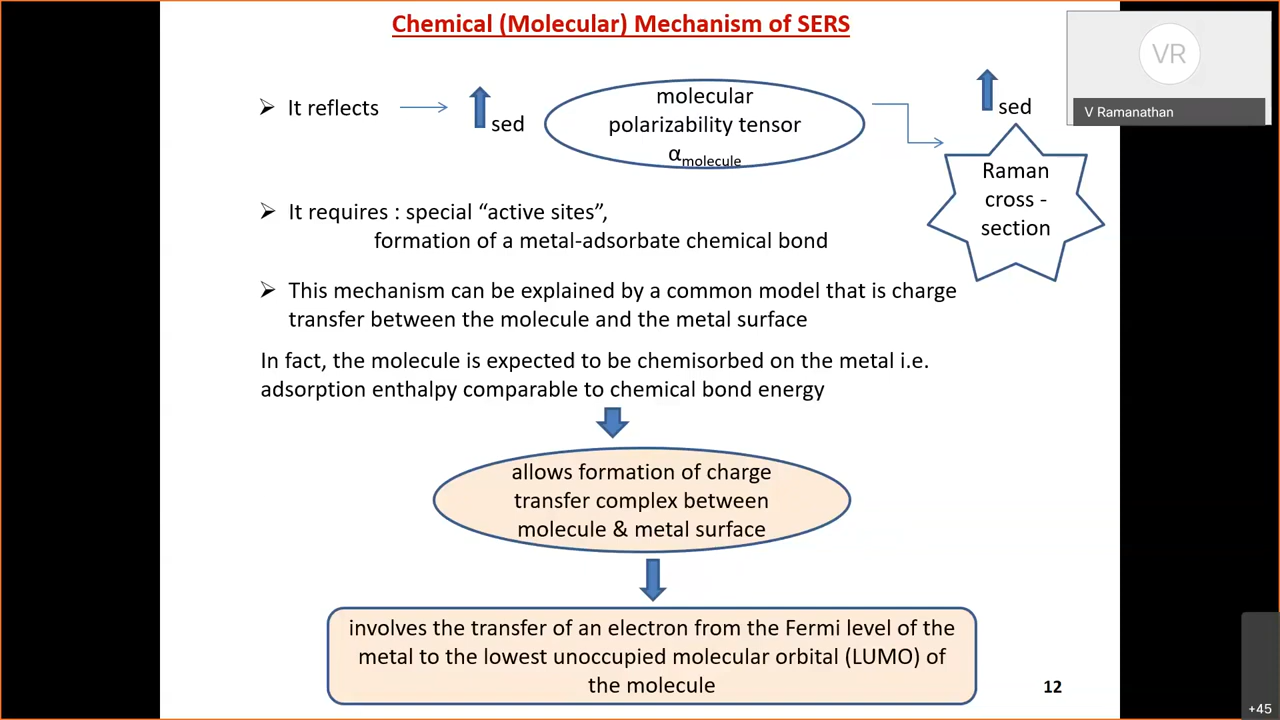 Chemical (Molecular) Mechanism of SERS
VR
V Ramanathan
It reflects
sed
molecular
polarizability tensor
αmolecule
sed
Raman
cross -
section
It requires : special “active sites”,
formation of a metal-adsorbate chemical bond
This mechanism can be explained by a common model that is charge
transfer between the molecule and the metal surface
In fact, the molecule is expected to be chemisorbed on the metal i.e.
adsorption enthalpy comparable to chemical bond energy
allows formation of charge
transfer complex between
molecule & metal surface
involves the transfer of an electron from the Fermi level of the
metal to the lowest unoccupied molecular orbital (LUMO) of
the molecule
12
+45